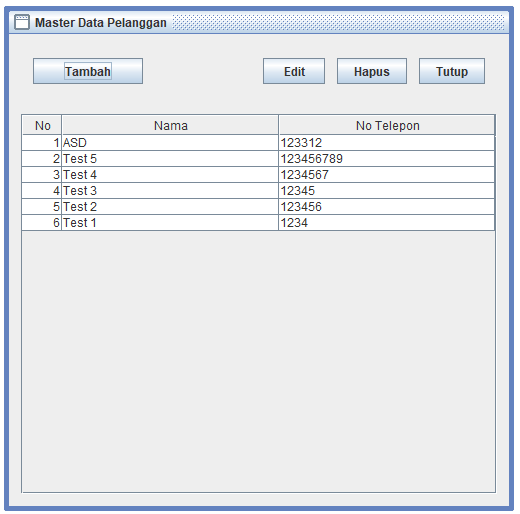 Master Data Pelanggan
Tambah Edit Hapus Tutup
No Nama No Telepon
1 ASD 123312
2 Test 5 123456789
3 Test 4 1234567
4 Test 3 12345
5 Test 2 123456
6 Test 1 1234